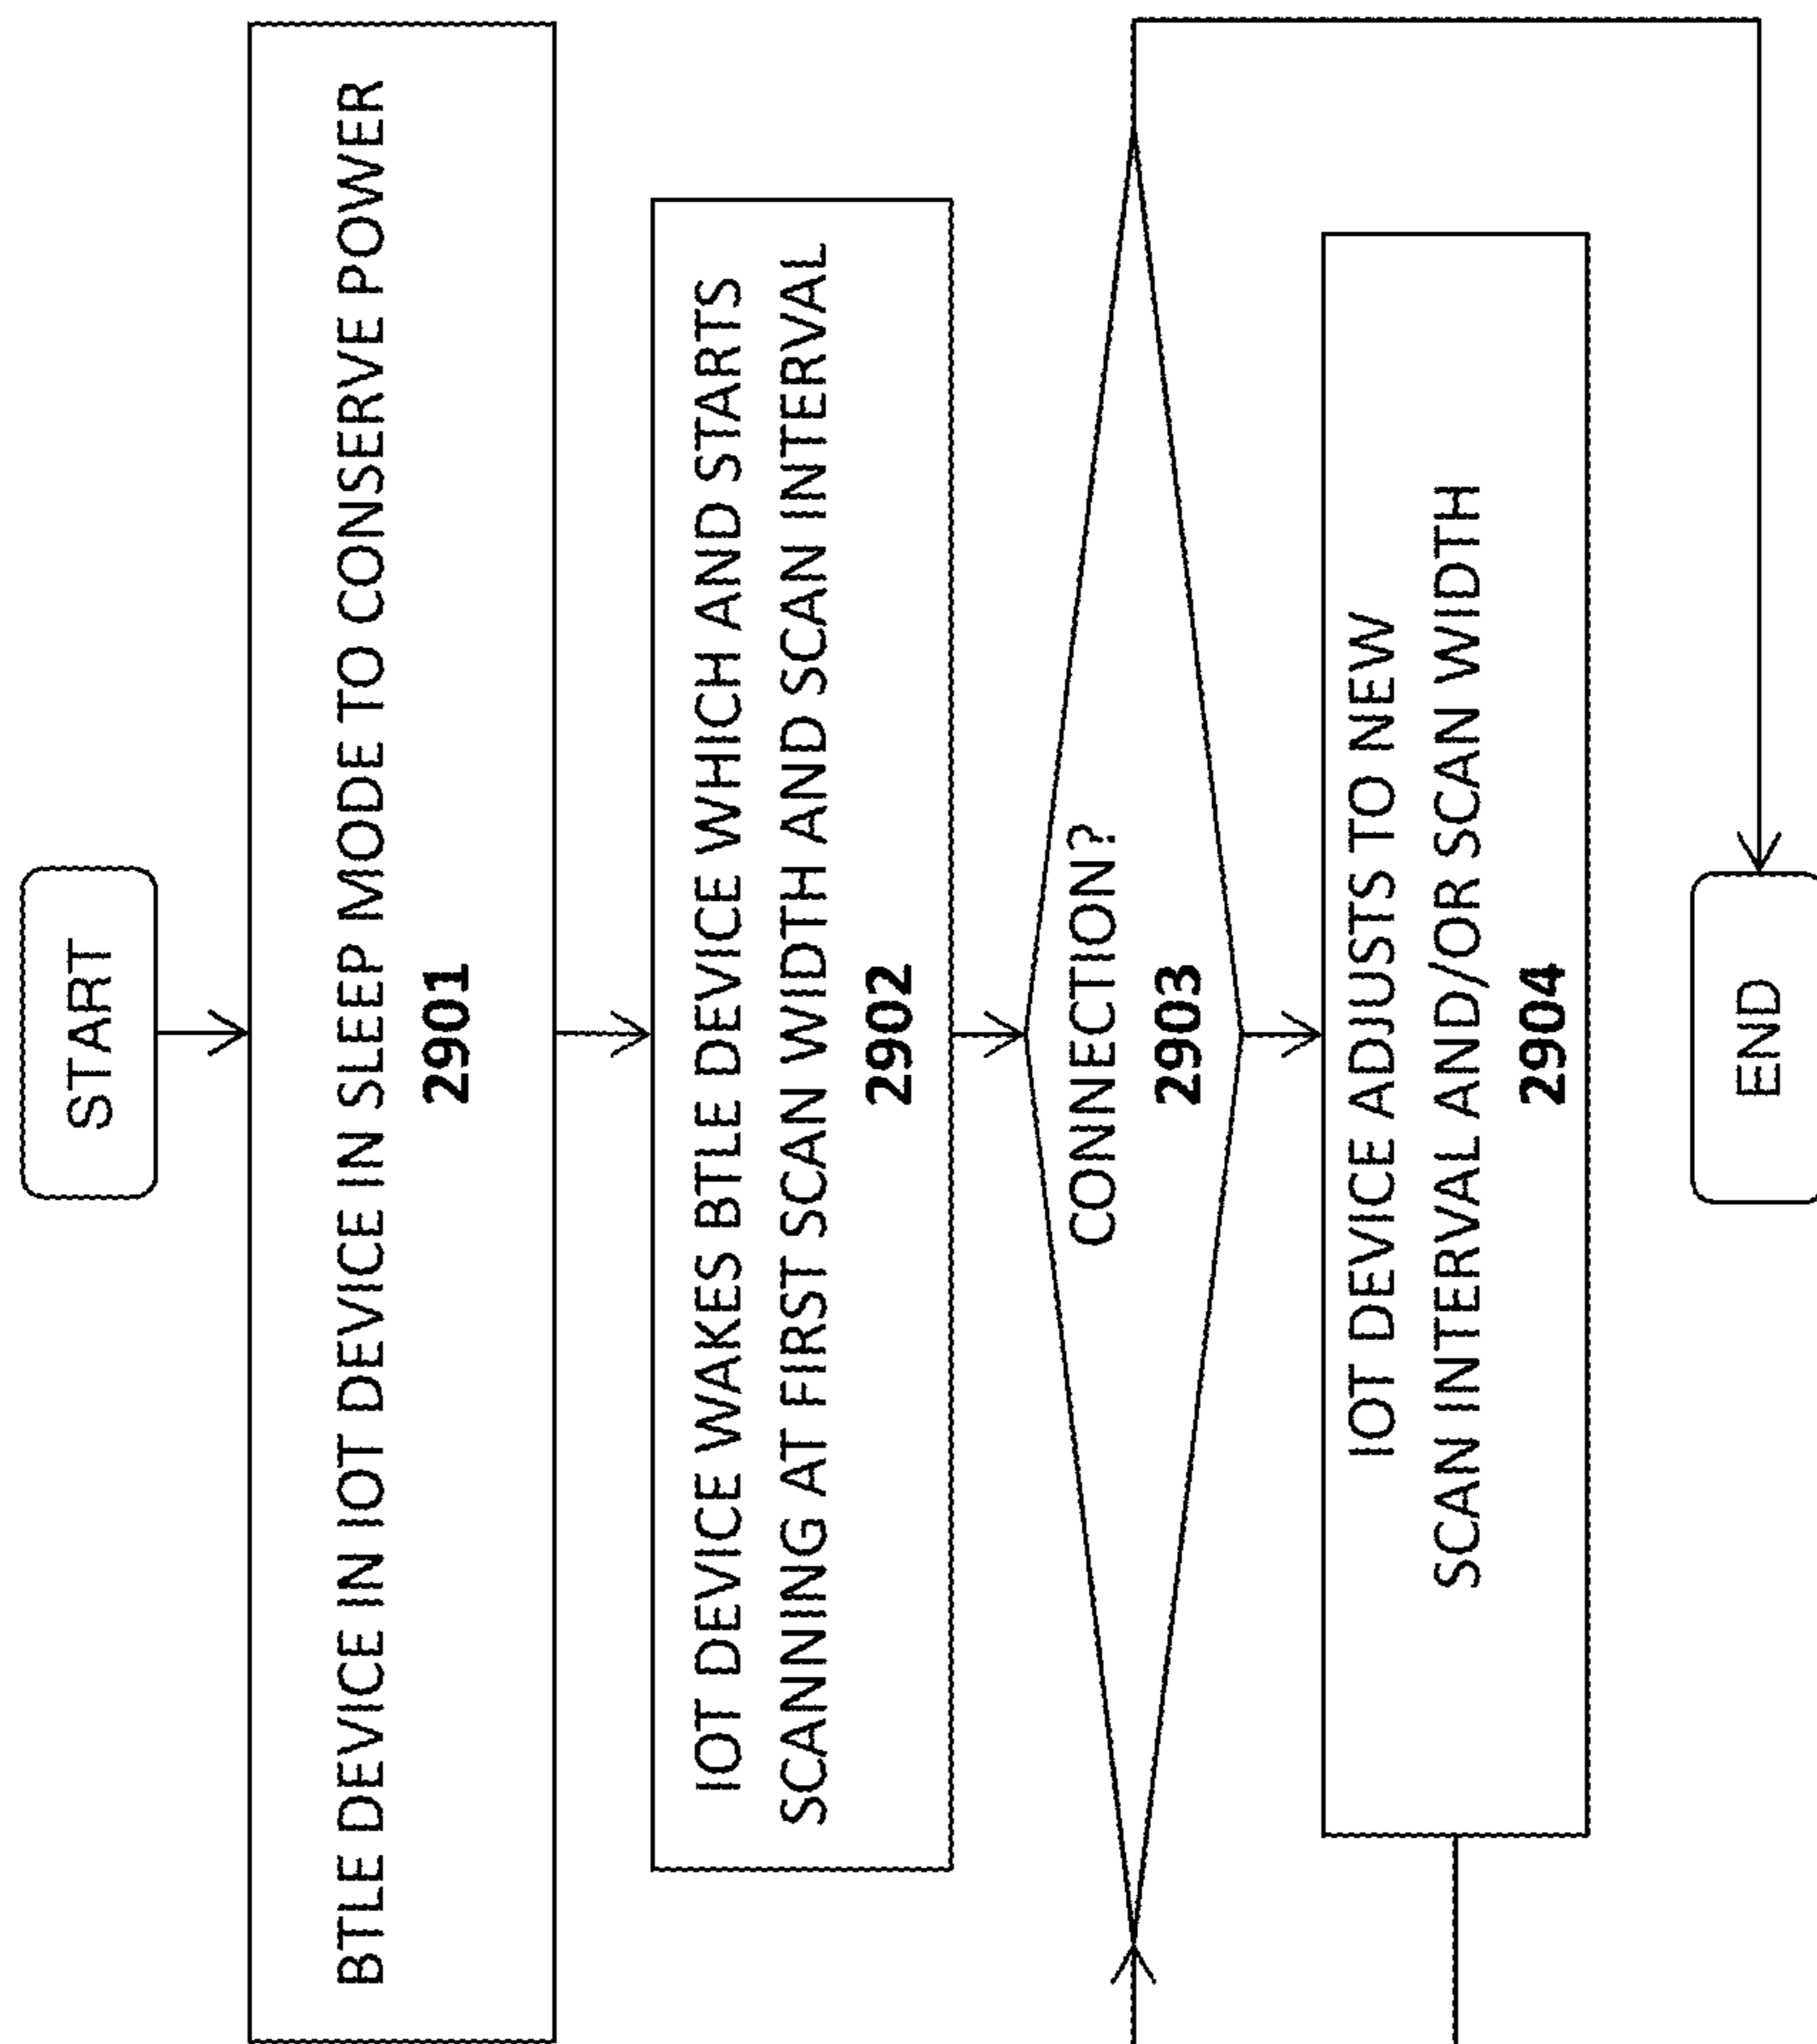 START
BTLE DEVICE IN IOT DEVICE IN SLEEP MODE TO CONSERVE POWER
2901
IOT DEVICE WAKES BTLE DEVICE WHICH AND STARTS
SCANNING AT FIRST SCAN WIDTH AND SCAN INTERVAL
2902
CONNECTION?
2903
IOT DEVICE ADJUSTS TO NEW
SCAN INTERVAL AND/OR SCAN WIDTH
2904
END